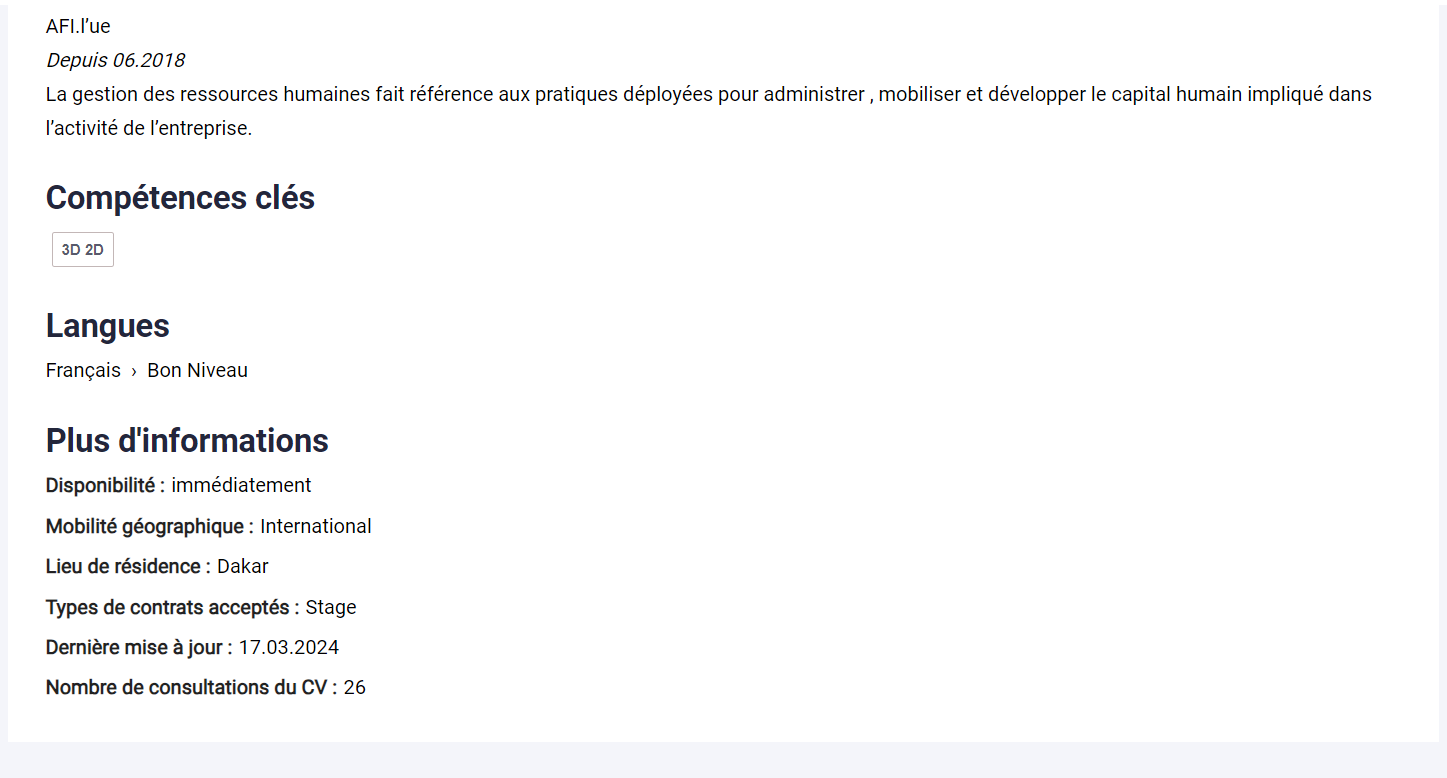 AFI.l’ue
Depuis 06.2018
La gestion des ressources humaines fait référence aux pratiques déployées pour administrer , mobiliser et développer le capital humain impliqué dans
l’activité de l’entreprise.
Compétences clés
3D 2D
Langues
Français › Bon Niveau
Plus d'informations
Disponibilité : immédiatement
Mobilité géographique : International
Lieu de résidence : Dakar
Types de contrats acceptés : Stage
Dernière mise à jour : 17.03.2024
Nombre de consultations du CV : 26